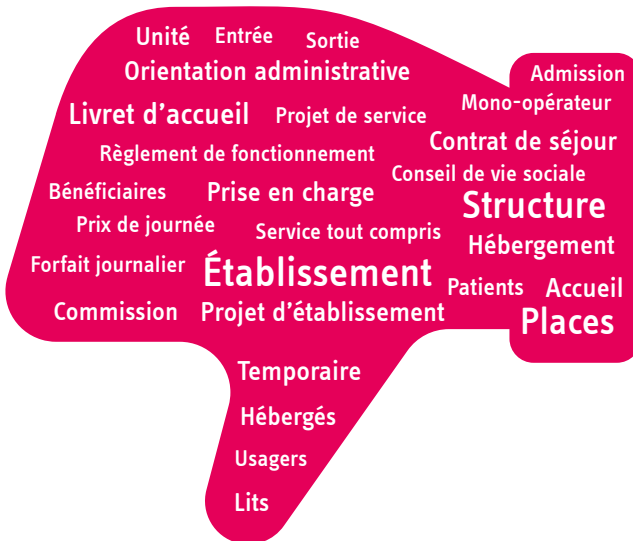 Unité
Entrée
Sortie
Orientation administrative
Admission
Mono-opérateur
Livret d'accueil
Projet de service
Contrat de séjour
Règlement de fonctionnement
Conseil de vie sociale
Bénéficiaires
Prise en charge
Structure
Prix de journée
Service tout compris
Hébergement
Forfait journalier
Établissement
Patients
Accueil
Commission
Projet d'établissement
Places
Temporaire
Hébergés
Usagers
Lits